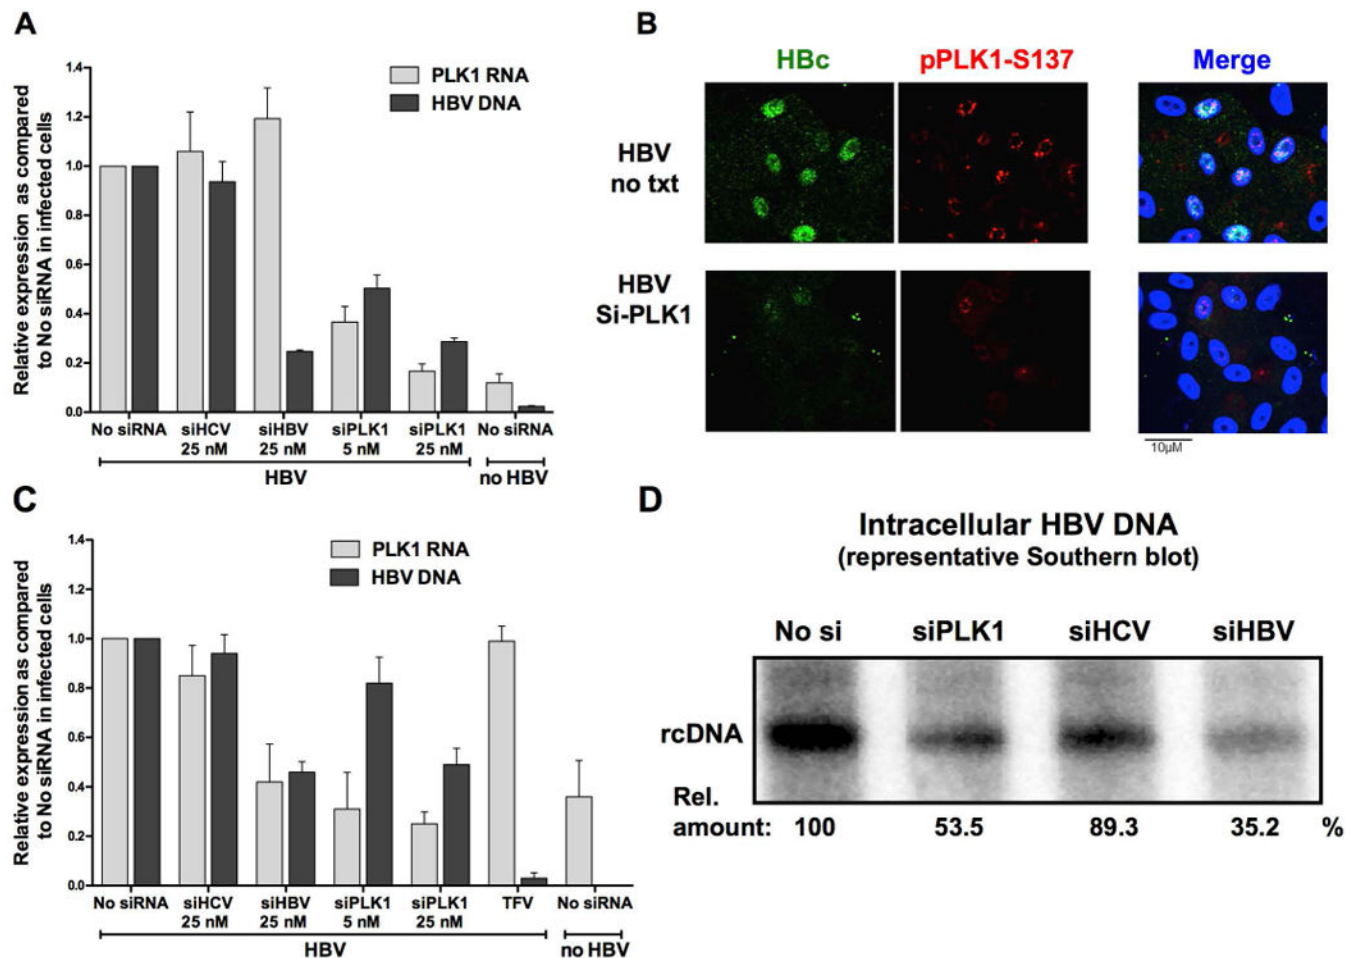 A
Relative expression as compared
to No siRNA in infected cells
1.4
1.2
1.0
0.8
0.6
0.4
0.2
0.0
PLK1 RNA
HBV DNA
No siRNA siHCV siHBV siPLK1 siPLK1 No siRNA
25 nM 25 nM 5 nM 25 nM
HBV no HBV
B
HBc pPLK1-S137 Merge
HBV
no txt
HBV
Si-PLK1
10µM
C
Relative expression as compared
to No siRNA in infected cells
1.4
1.2
1.0
0.8
0.6
0.4
0.2
0.0
PLK1 RNA
HBV DNA
No siRNA siHCV siHBV siPLK1 siPLK1 TFV No siRNA
25 nM 25 nM 5 nM 25 nM
HBV no HBV
D
Intracellular HBV DNA
(representative Southern blot)
No si siPLK1 siHCV siHBV
rcDNA
Rel.
amount: 100 53.5 89.3 35.2 %